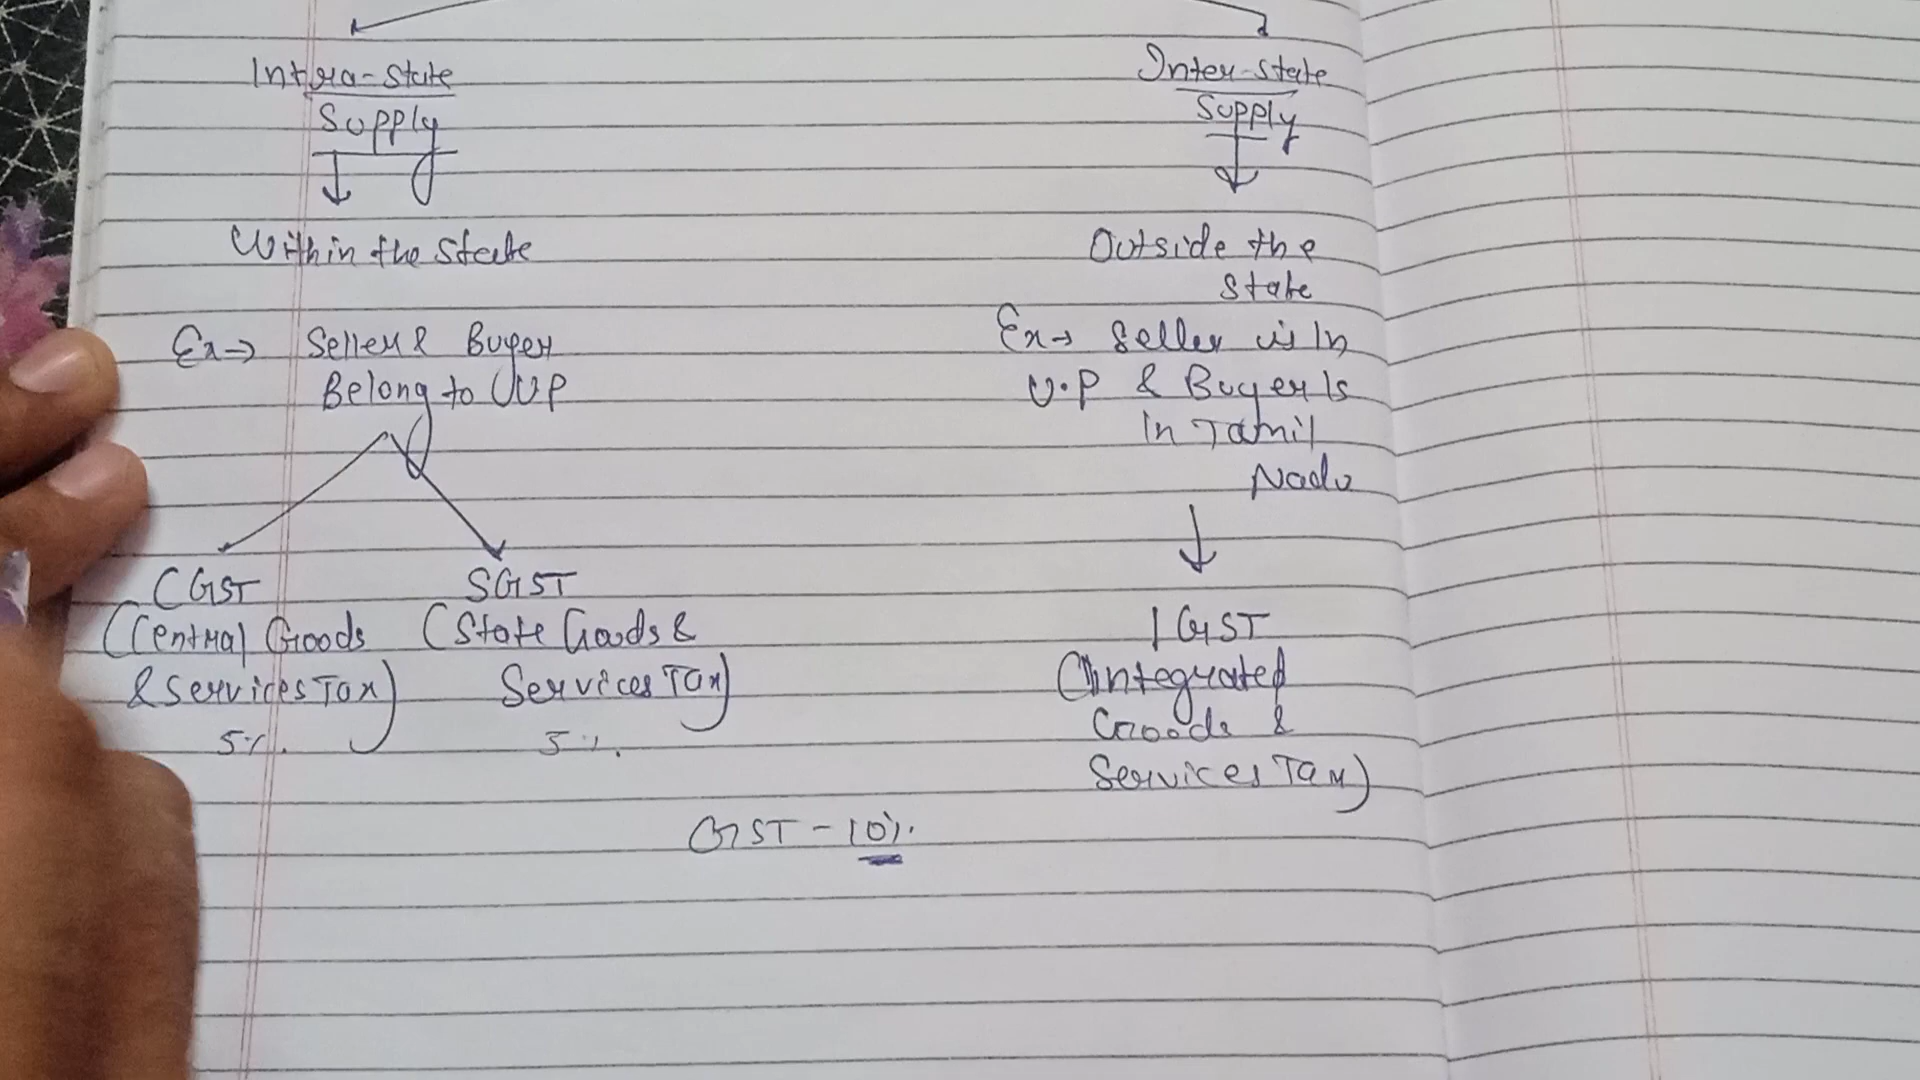 Intra-State
Supply
Within the State
Ex→ Seller & Buyer
Belong to UP
CGST
(Central Goods
& Services Tax)
5%.
SGST
(State Goods &
Services Tax)
5%.
Inter-State
Supply
Outside the
State
Ex→ Seller is In
U.P & Buyer Is
In Tamil
Nadu
IGST
(Integrated
Goods &
Services Tax)
GST - 10%.